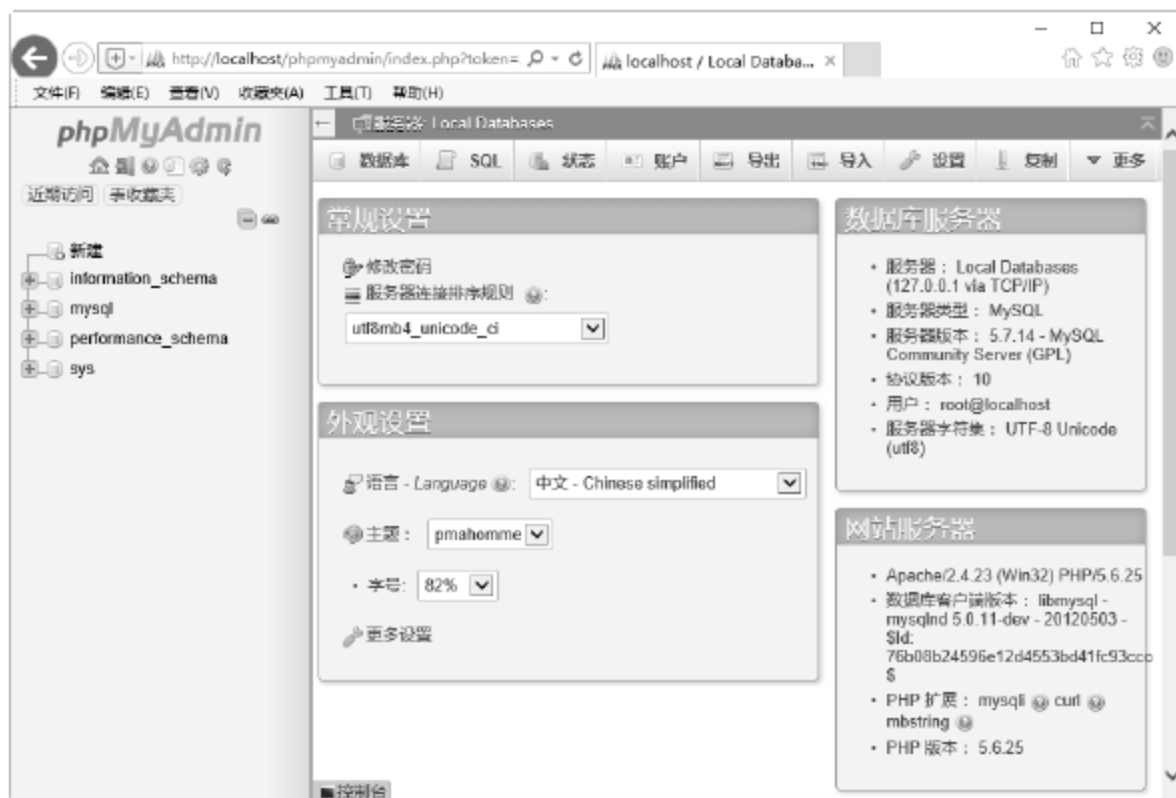 http://localhost/phpmyadmin/index.php?token=
localhost / Local Databa...
文件(F) 编辑(E) 查看(V) 收藏夹(A) 工具(T) 帮助(H)
phpMyAdmin
近期访问 表收藏夹
新建
information_schema
mysql
performance_schema
sys
服务器: Local Databases
数据库 SQL 状态 账户 导出 导入 设置 复制 更多
常规设置
修改密码
服务器连接排序规则 :
utf8mb4_unicode_ci
外观设置
语言 - Language : 中文 - Chinese simplified
主题： pmahomme
• 字号: 82%
更多设置
数据库服务器
• 服务器： Local Databases
(127.0.0.1 via TCP/IP)
• 服务器类型： MySQL
• 服务器版本： 5.7.14 - MySQL
Community Server (GPL)
• 协议版本： 10
• 用户： root@localhost
• 服务器字符集： UTF-8 Unicode
(utf8)
网站服务器
• Apache/2.4.23 (Win32) PHP/5.6.25
• 数据库客户端版本： libmysql -
mysqlnd 5.0.11-dev - 20120503 -
$Id:
76b08b24596e12d4553bd41fc93ccc
$
• PHP 扩展： mysqli curl
mbstring
• PHP 版本： 5.6.25
控制台